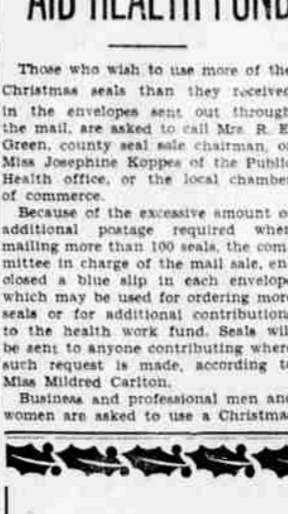 AID HEALTH FUND
Those who wish to use more of the
Christmas seals than they received
in the envelopes sent out through
the mail, are asked to call Mrs. R. E.
Green, county seal sale chairman, or
Miss Josephine Koppes of the Public
Health office, or the local chamber
of commerce.
Because of the excessive amount of
additional postage required when
mailing more than 100 seals, the com-
mittee in charge of the mail sale, en-
closed a blue slip in each envelope
which may be used for ordering more
seals or for additional contributions
to the health work fund. Seals will
be sent to anyone contributing where
such request is made, according to
Miss Mildred Carlton.
Business and professional men and
women are asked to use a Christmas